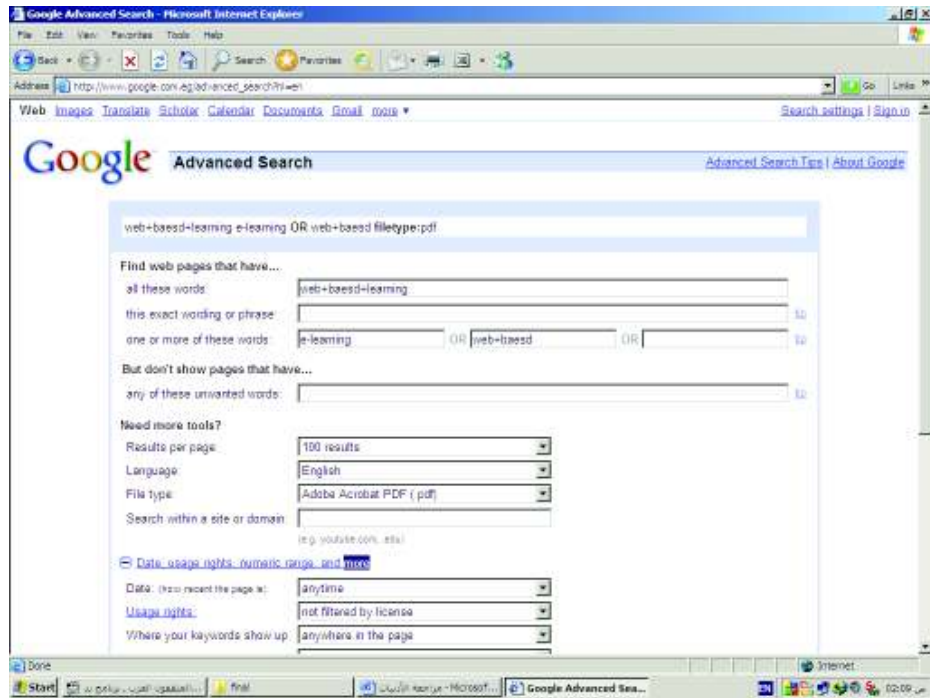 Google Advanced Search - Microsoft Internet Explorer
File Edit View Favorites Tools Help
Back Search Favorites
Address http://www.google.com.eg/advanced_search?hl=en Go Links
Web Images Translate Scholar Calendar Documents Gmail more ▼ Search settings | Sign in
Google Advanced Search Advanced Search Tips | About Google
web+baesd+learning e-learning OR web+baesd filetype:pdf
Find web pages that have...
all these words: web+baesd+learning
this exact wording or phrase: tip
one or more of these words: e-learning OR web+baesd OR tip
But don't show pages that have...
any of these unwanted words: tip
Need more tools?
Results per page: 100 results
Language: English
File type: Adobe Acrobat PDF (.pdf)
Search within a site or domain:
(e.g. youtube.com, .edu)
Date, usage rights, numeric range, and more
Date: (how recent the page is) anytime
Usage rights: not filtered by license
Where your keywords show up: anywhere in the page
Done Internet
Start final - Microsof... Google Advanced Sea... EN 02:09 ص